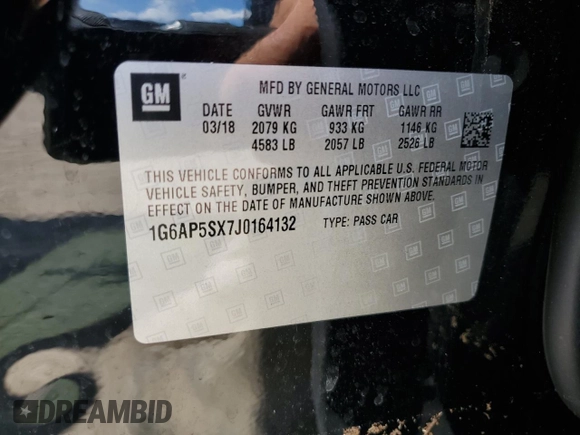 GM
MFD BY GENERAL MOTORS LLC
DATE GVWR GAWR FRT GAWR RR
03/18 2079 KG 933 KG 1146 KG
4583 LB 2057 LB 2526 LB
THIS VEHICLE CONFORMS TO ALL APPLICABLE U.S. FEDERAL MOTOR
VEHICLE SAFETY, BUMPER, AND THEFT PREVENTION STANDARDS IN
EFFECT ON THE DATE OF MANUFACTURE SHOWN ABOVE.
1G6AP5SX7J0164132 TYPE: PASS CAR
DREAMBID